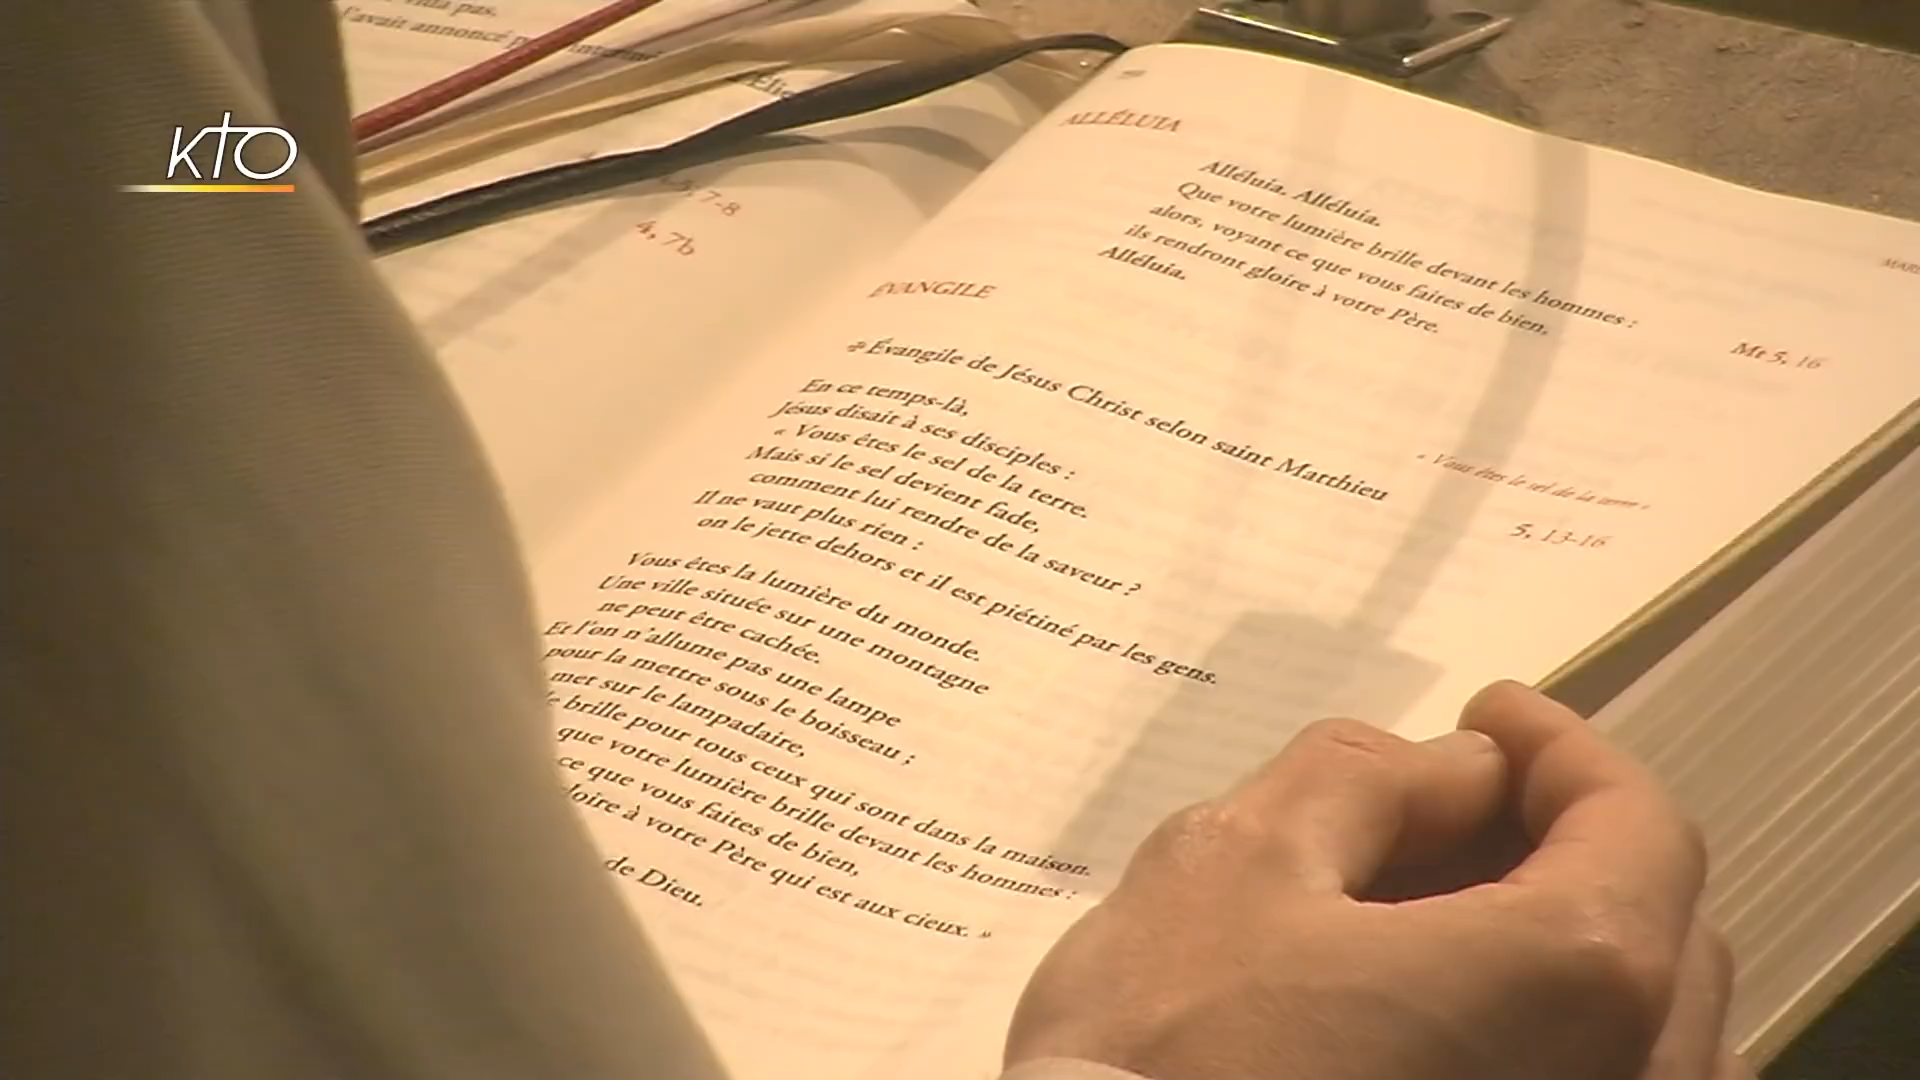 KTO
pas.
l'avait annoncé
Élie
7-8
4, 7b
ALLÉLUIA
Alléluia. Alléluia.
Que votre lumière brille devant les hommes :
alors, voyant ce que vous faites de bien,
ils rendront gloire à votre Père.
Alléluia.
Mt 5, 16
ÉVANGILE
Évangile de Jésus Christ selon saint Matthieu
« Vous êtes le sel de la terre »
5, 13-16
En ce temps-là,
Jésus disait à ses disciples :
« Vous êtes le sel de la terre.
Mais si le sel devient fade,
comment lui rendre de la saveur ?
Il ne vaut plus rien :
on le jette dehors et il est piétiné par les gens.
Vous êtes la lumière du monde.
Une ville située sur une montagne
ne peut être cachée.
Et l'on n'allume pas une lampe
pour la mettre sous le boisseau ;
met sur le lampadaire,
brille pour tous ceux qui sont dans la maison.
que votre lumière brille devant les hommes :
ce que vous faites de bien,
gloire à votre Père qui est aux cieux. »
de Dieu.